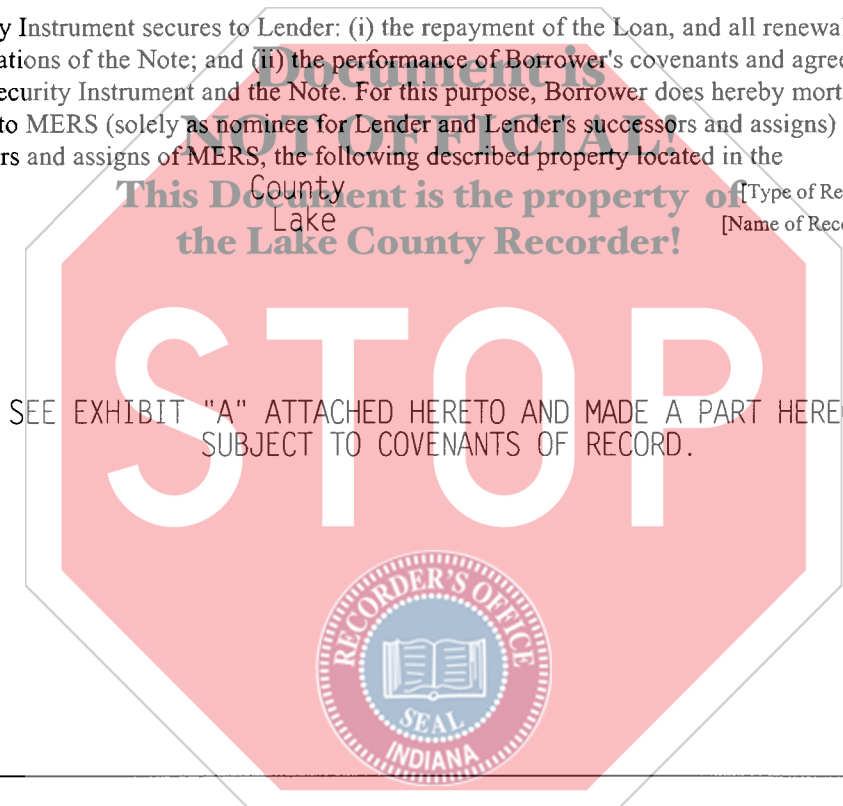 y Instrument secures to Lender: (i) the repayment of the Loan, and all renewa
ations of the Note; and (ii) the performance of Borrower's covenants and agre
ecurity Instrument and the Note. For this purpose, Borrower does hereby mort
to MERS (solely as nominee for Lender and Lender's successors and assigns)
rs and assigns of MERS, the following described property located in the
County [Type of Re
Lake [Name of Reco
Document is
NOT OFFICIAL!
This Document is the property of
the Lake County Recorder!
STOP
SEE EXHIBIT "A" ATTACHED HERETO AND MADE A PART HERE
SUBJECT TO COVENANTS OF RECORD.
RECORDER'S OFFICE
SEAL
INDIANA